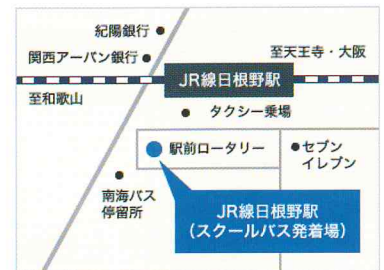 紀陽銀行
関西アーバン銀行
至天王寺・大阪
JR線日根野駅
至和歌山
タクシー乗場
駅前ロータリー
セブン
イレブン
南海バス
停留所
JR線日根野駅
（スクールバス発着場）